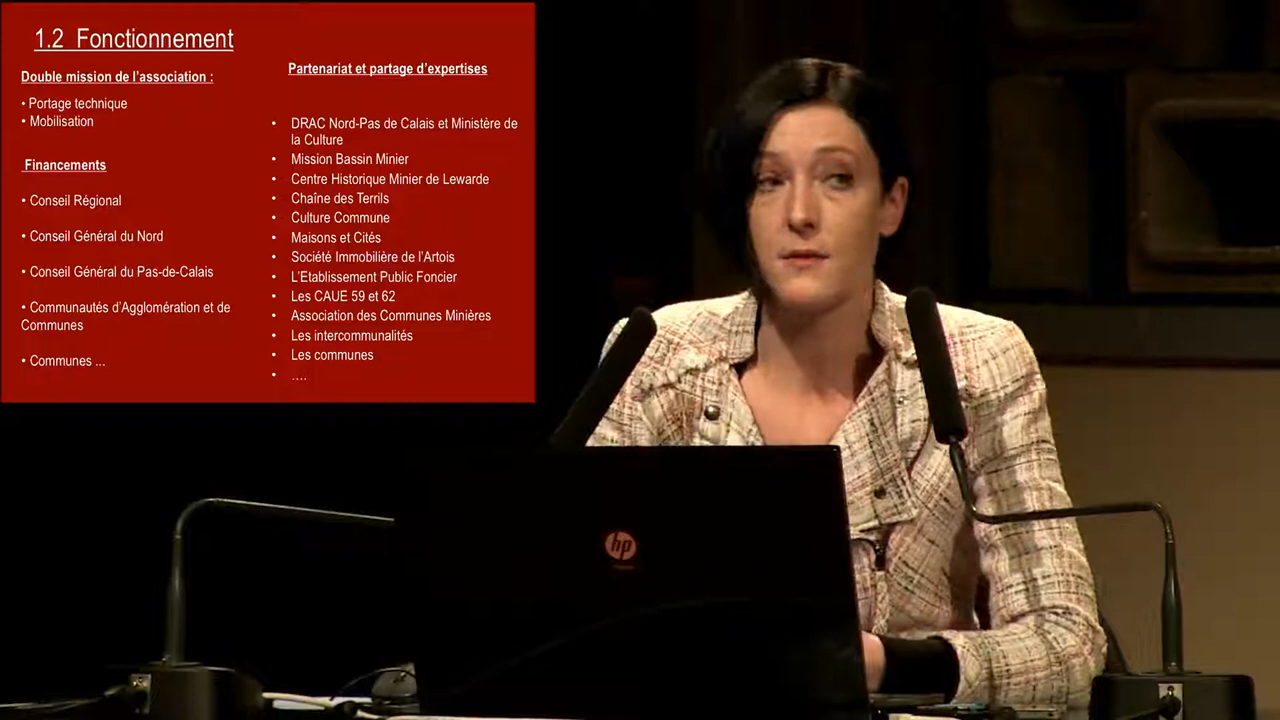 1.2 Fonctionnement
Double mission de l'association :
• Portage technique
• Mobilisation
Financements
• Conseil Régional
• Conseil Général du Nord
• Conseil Général du Pas-de-Calais
• Communautés d'Agglomération et de
Communes
• Communes ...
Partenariat et partage d'expertises
• DRAC Nord-Pas de Calais et Ministère de
la Culture
• Mission Bassin Minier
• Centre Historique Minier de Lewarde
• Chaîne des Terrils
• Culture Commune
• Maisons et Cités
• Société Immobilière de l'Artois
• L'Etablissement Public Foncier
• Les CAUE 59 et 62
• Association des Communes Minières
• Les intercommunalités
• Les communes
• ....
hp